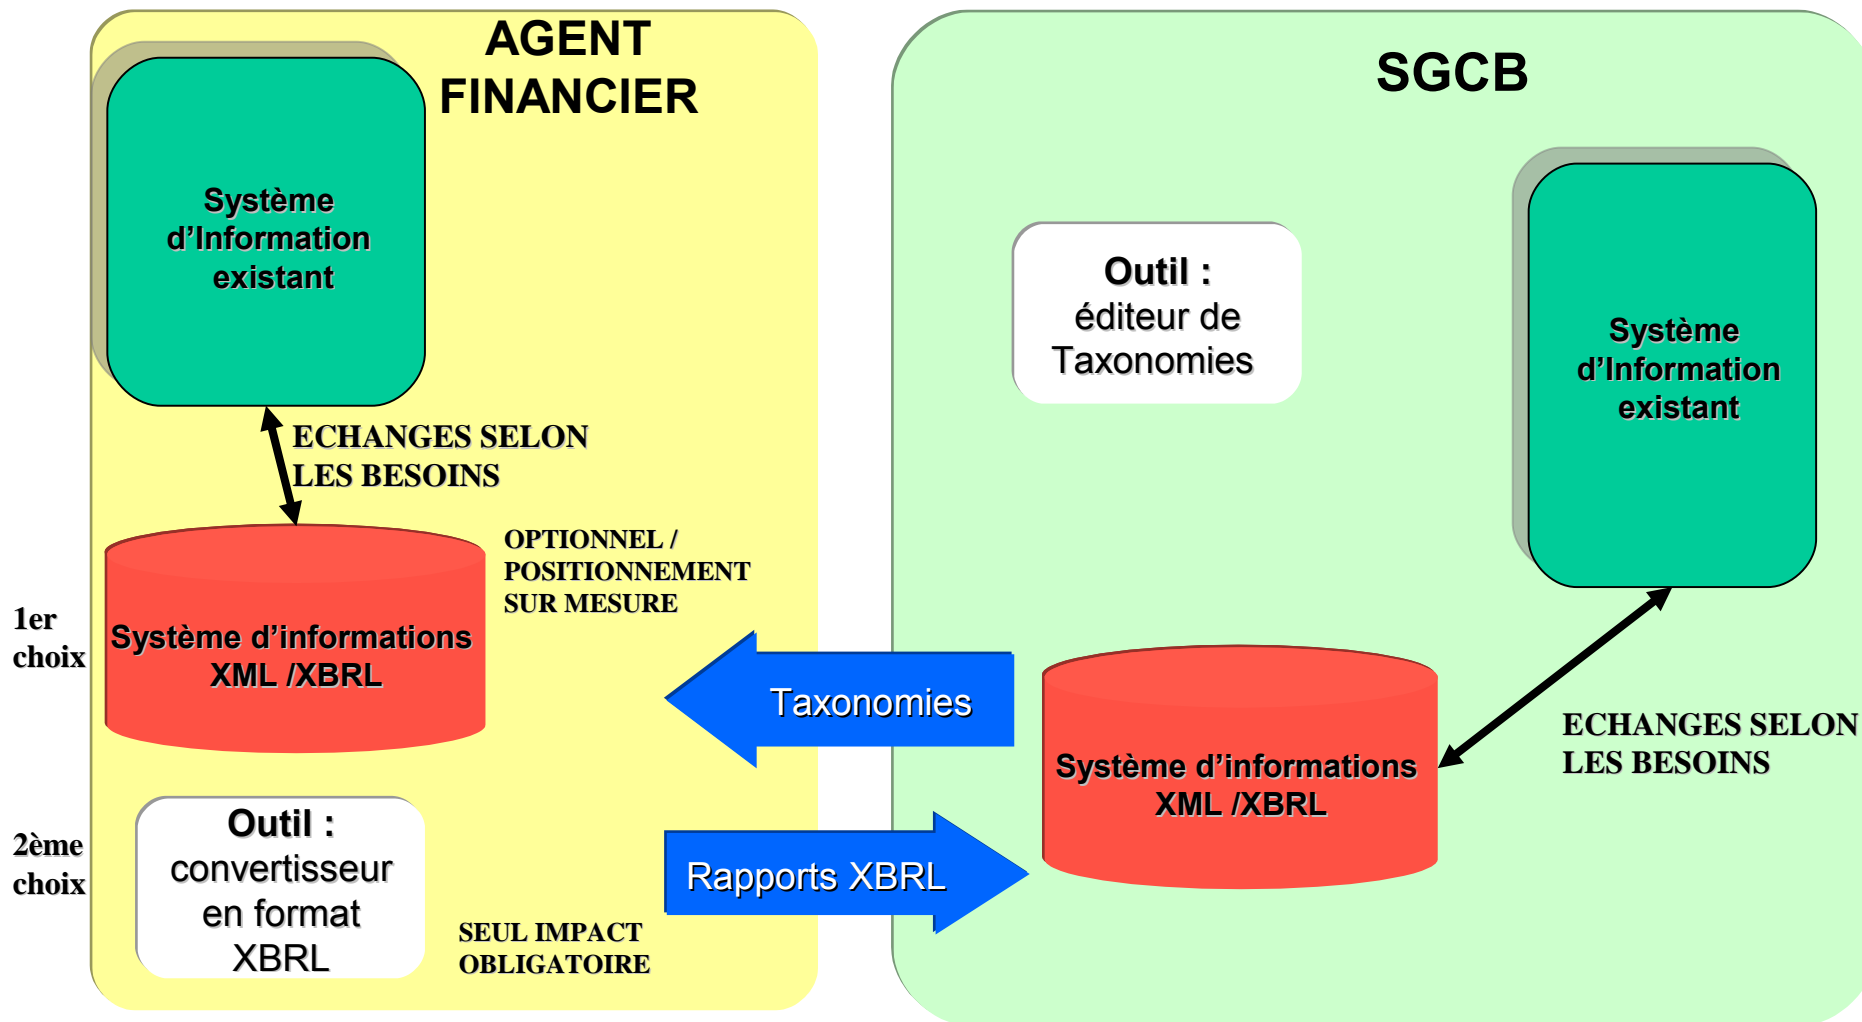 AGENT
FINANCIER
Système
d’Information
existant
ECHANGES SELON
LES BESOINS
OPTIONNEL /
POSITIONNEMENT
SUR MESURE
1er
choix
Système d’informations
XML /XBRL
2ème
choix
Outil :
convertisseur
en format
XBRL
SEUL IMPACT
OBLIGATOIRE
Taxonomies
Rapports XBRL
SGCB
Outil :
éditeur de
Taxonomies
Système
d’Information
existant
Système d’informations
XML /XBRL
ECHANGES SELON
LES BESOINS